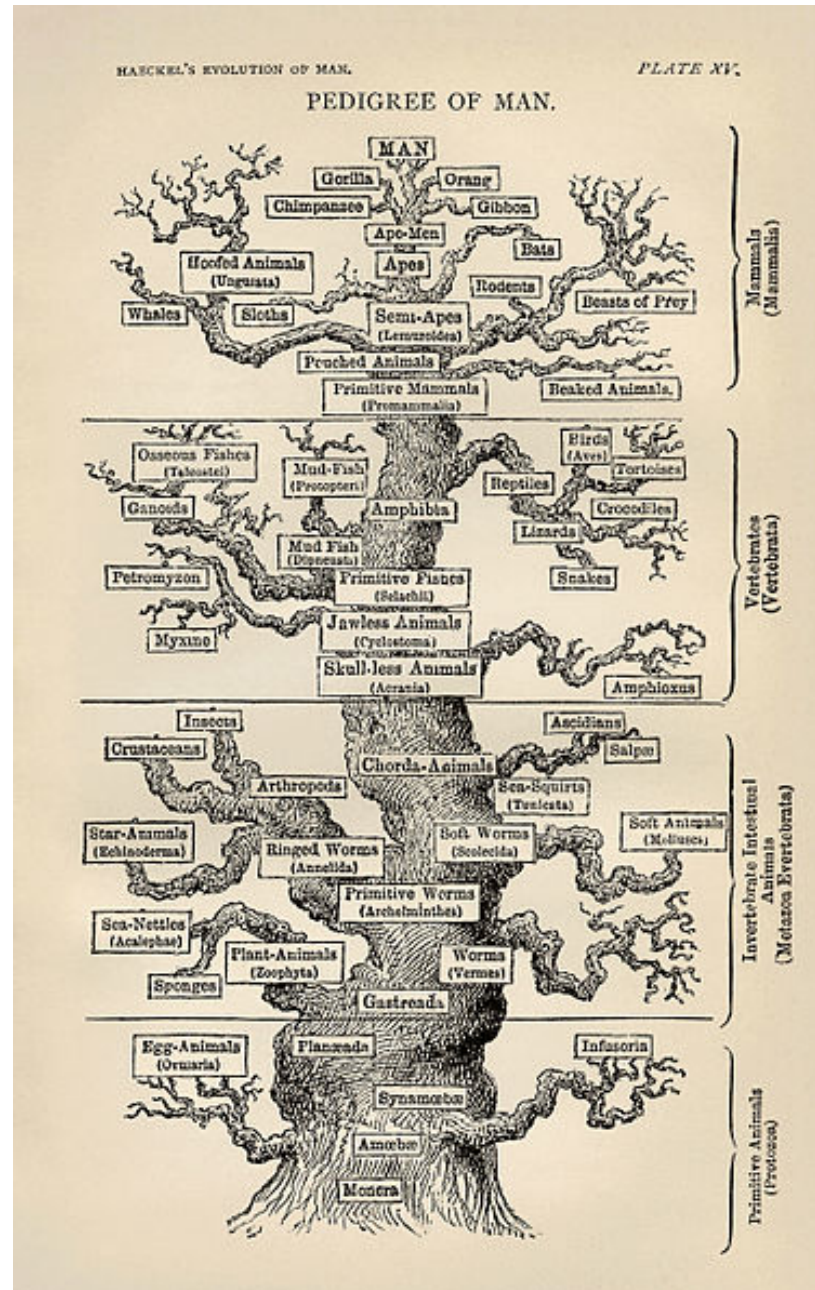 HAECKEL'S EVOLUTION OF MAN.
PLATE XV.
PEDIGREE OF MAN.
MAN
Gorilla
Orang
Chimpanzee
Gibbon
Ape-Men
Bats
Apes
Hoofed Animals
(Ungulata)
Rodents
Beasts of Prey
Whales
Sloths
Semi-Apes
(Lemuroidea)
Pouched Animals
Primitive Mammals
(Promammalia)
Beaked Animals.
Mammals
(Mammalia)
Osseous Fishes
(Teleostei)
Mud-Fish
(Protopteri)
Birds
(Aves)
Tortoises
Reptiles
Ganoids
Amphibia
Crocodiles
Lizards
Mud Fish
(Dipneusta)
Petromyzon
Primitive Fishes
(Selachii)
Snakes
Myxine
Jawless Animals
(Cyclostoma)
Skull-less Animals
(Acrania)
Amphioxus
Vertebrates
(Vertebrata)
Insects
Ascidians
Crustaceans
Salpæ
Chorda-Animals
Arthropods
Sea-Squirts
(Tunicata)
Star-Animals
(Echinoderma)
Ringed Worms
(Annelida)
Soft Worms
(Scolecida)
Soft Animals
(Mollusca)
Primitive Worms
(Archelminthes)
Sea-Nettles
(Acalephae)
Plant-Animals
(Zoophyta)
Worms
(Vermes)
Sponges
Gastreada
Invertebrate Intestinal
Animals
(Metazoa Evertebrata)
Egg-Animals
(Ovularia)
Planæada
Infusoria
Synamœbæ
Amœbæ
Monera
Primitive Animals
(Protozoa)